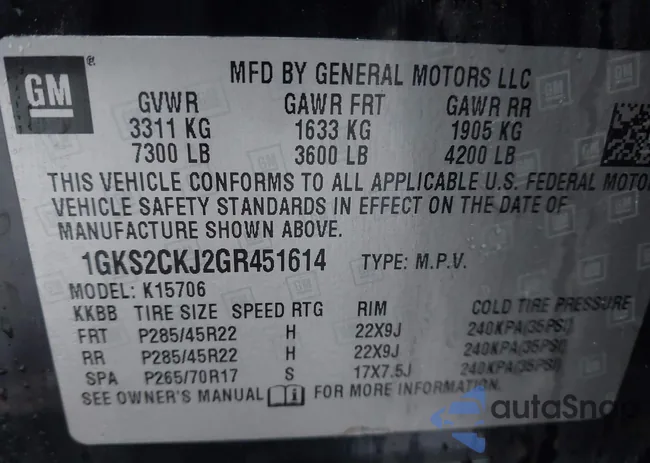 GM
MFD BY GENERAL MOTORS LLC
GVWR GAWR FRT GAWR RR
3311 KG 1633 KG 1905 KG
7300 LB 3600 LB 4200 LB
THIS VEHICLE CONFORMS TO ALL APPLICABLE U.S. FEDERAL MOTO
VEHICLE SAFETY STANDARDS IN EFFECT ON THE DATE OF
MANUFACTURE SHOWN ABOVE.
1GKS2CKJ2GR451614 TYPE: M.P.V.
MODEL: K15706
KKBB TIRE SIZE SPEED RTG RIM COLD TIRE PRESSURE
FRT P285/45R22 H 22X9J 240KPA(35PSI)
RR P285/45R22 H 22X9J 240KPA(35PSI)
SPA P265/70R17 S 17X7.5J 240KPA(35PSI)
SEE OWNER'S MANUAL FOR MORE INFORMATION.
autaSnap